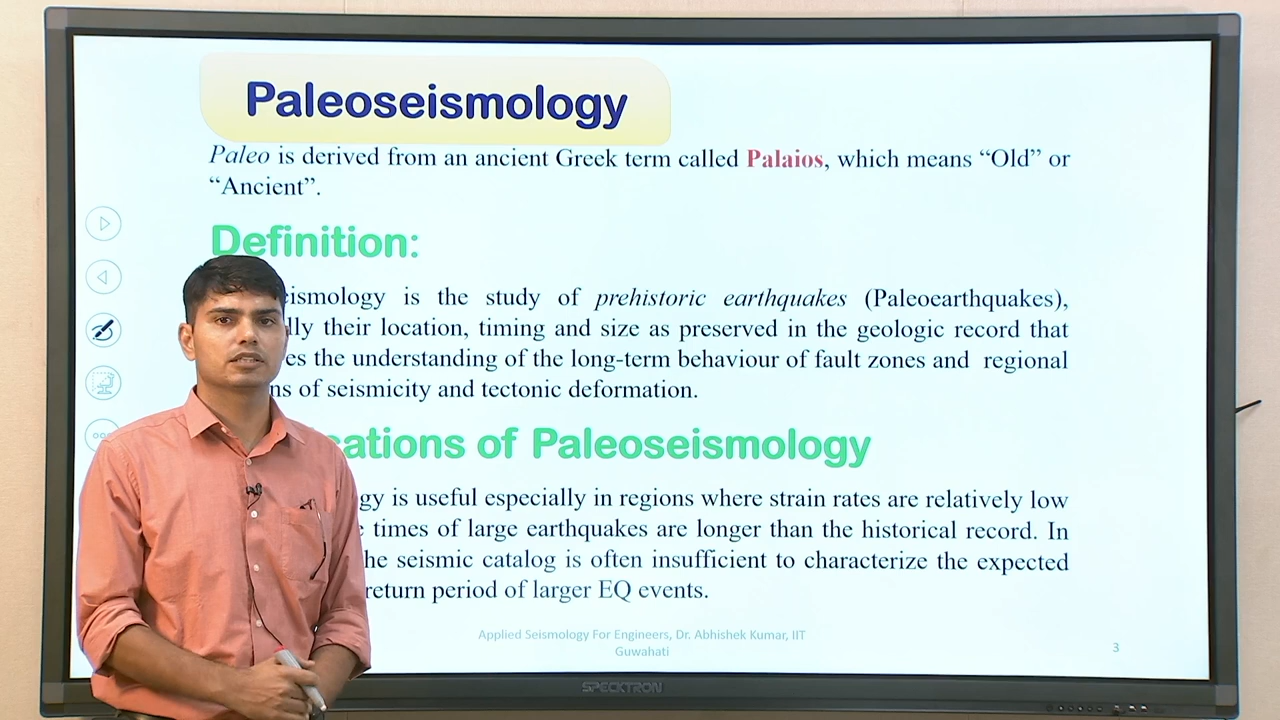 Paleoseismology
Paleo is derived from an ancient Greek term called Palaios, which means “Old” or
“Ancient”.
Definition:
eismology is the study of prehistoric earthquakes (Paleoearthquakes),
lly their location, timing and size as preserved in the geologic record that
es the understanding of the long-term behaviour of fault zones and regional
ns of seismicity and tectonic deformation.
cations of Paleoseismology
gy is useful especially in regions where strain rates are relatively low
times of large earthquakes are longer than the historical record. In
he seismic catalog is often insufficient to characterize the expected
return period of larger EQ events.
Applied Seismology For Engineers, Dr. Abhishek Kumar, IIT
Guwahati
3
SPECKTRON